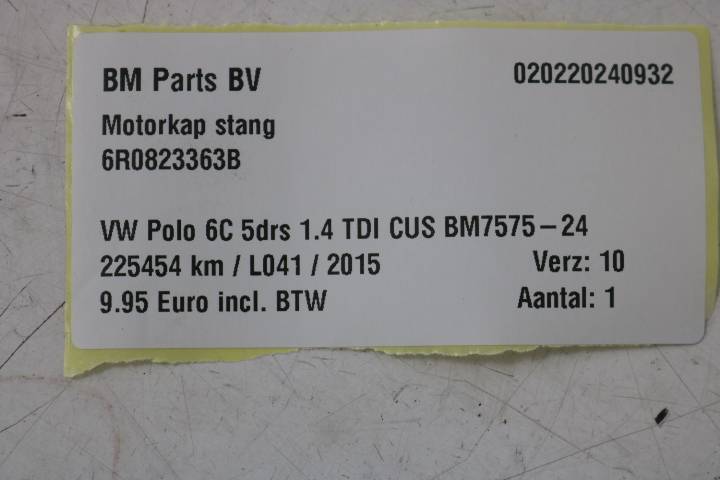 BM Parts BV 020220240932
Motorkap stang
6R0823363B
VW Polo 6C 5drs 1.4 TDI CUS BM7575-24
225454 km / L041 / 2015 Verz: 10
9.95 Euro incl. BTW Aantal: 1